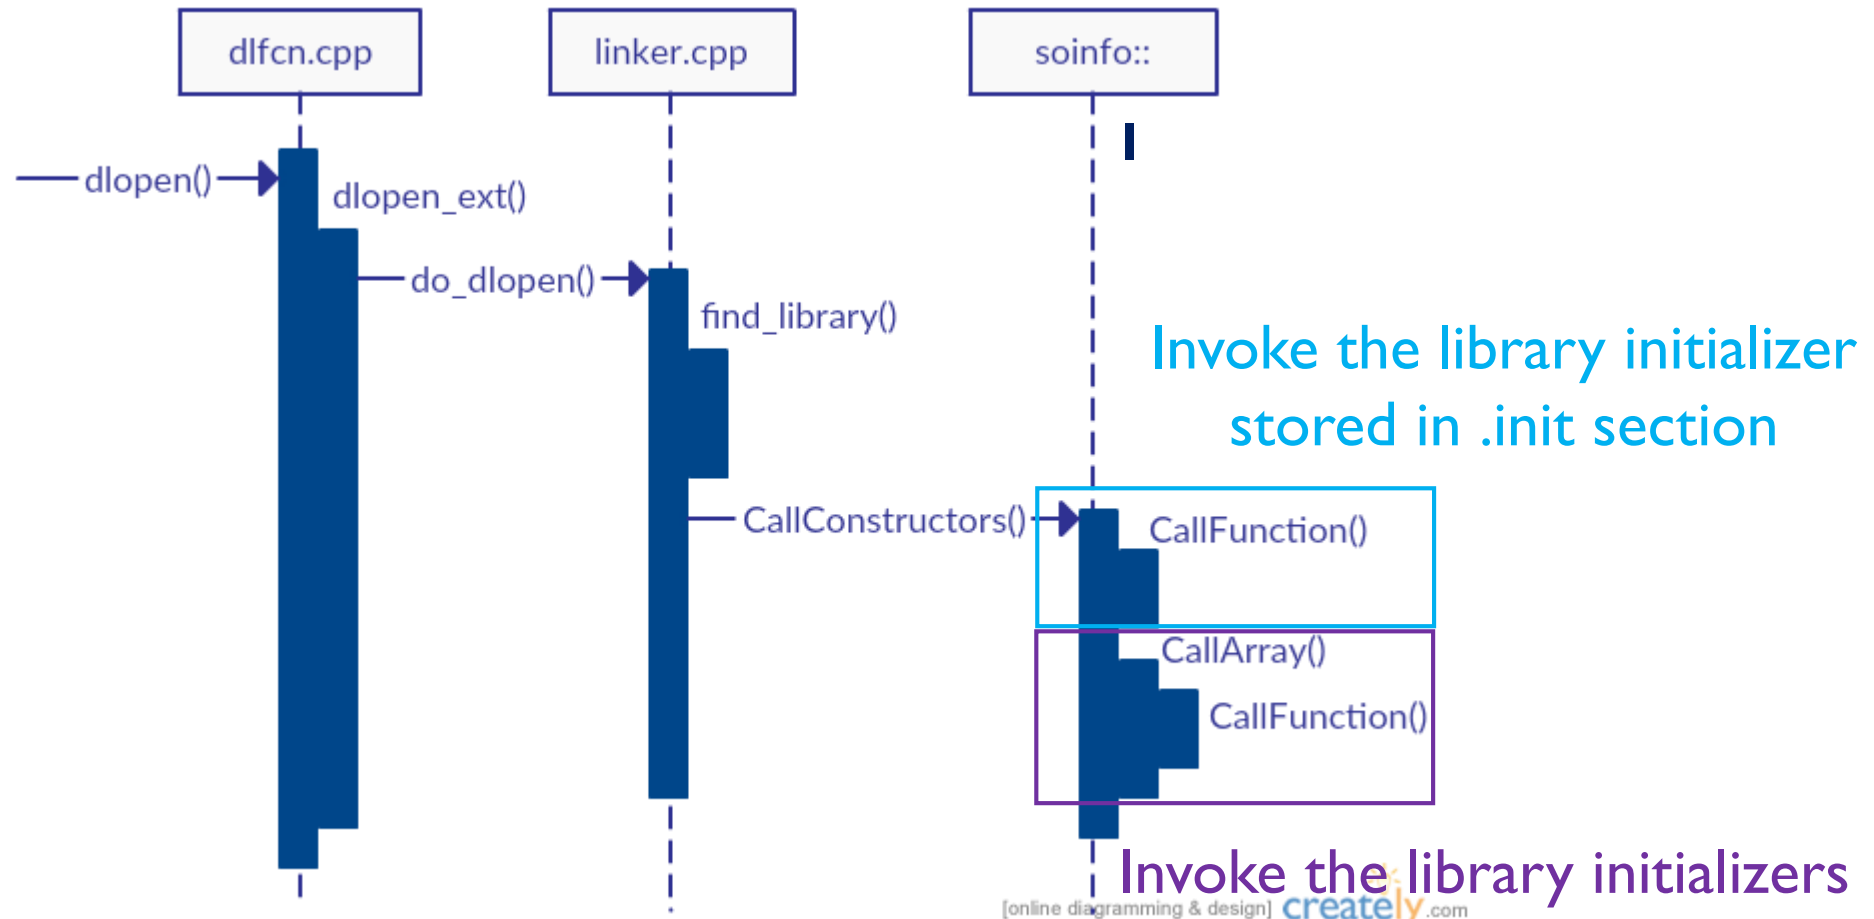 dlfcn.cpp
linker.cpp
soinfo::
dlopen()
dlopen_ext()
do_dlopen()
find_library()
Invoke the library initializer
stored in .init section
CallConstructors()
CallFunction()
CallArray()
CallFunction()
Invoke the library initializers
[online diagramming & design] creately.com